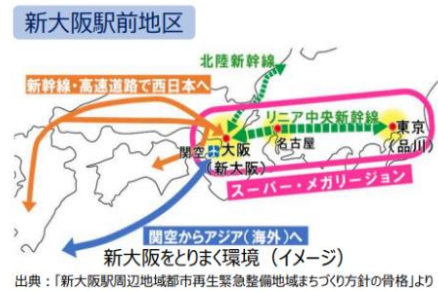 新大阪駅前地区
北陸新幹線
新幹線・高速道路で西日本へ
リニア中央新幹線
東京
(品川)
名古屋
関空
大阪
(新大阪)
スーパー・メガリージョン
関空からアジア(海外)へ
新大阪をとりまく環境(イメージ)
出典:「新大阪駅周辺地域都市再生緊急整備地域まちづくり方針の骨格」より